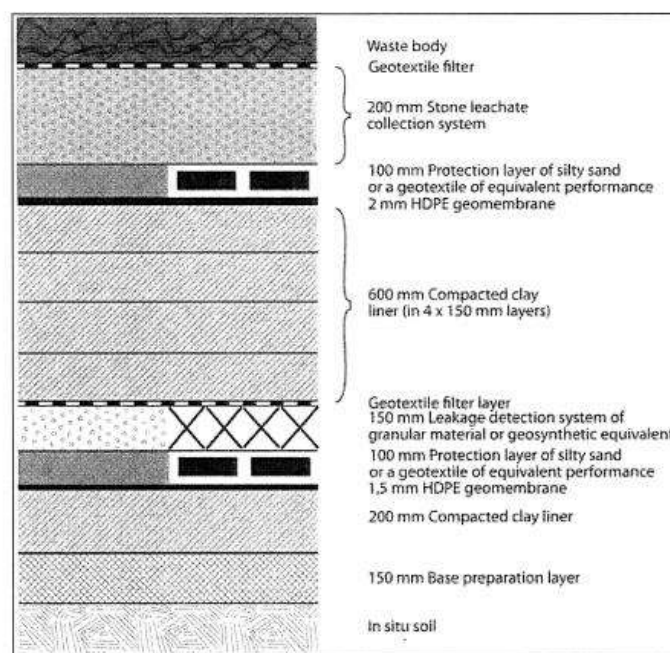 Waste body
Geotextile filter
200 mm Stone leachate
collection system
100 mm Protection layer of silty sand
or a geotextile of equivalent performance
2 mm HDPE geomembrane
600 mm Compacted clay
liner (in 4 x 150 mm layers)
Geotextile filter layer
150 mm Leakage detection system of
granular material or geosynthetic equivalent
100 mm Protection layer of silty sand
or a geotextile of equivalent performance
1,5 mm HDPE geomembrane
200 mm Compacted clay liner
150 mm Base preparation layer
In situ soil